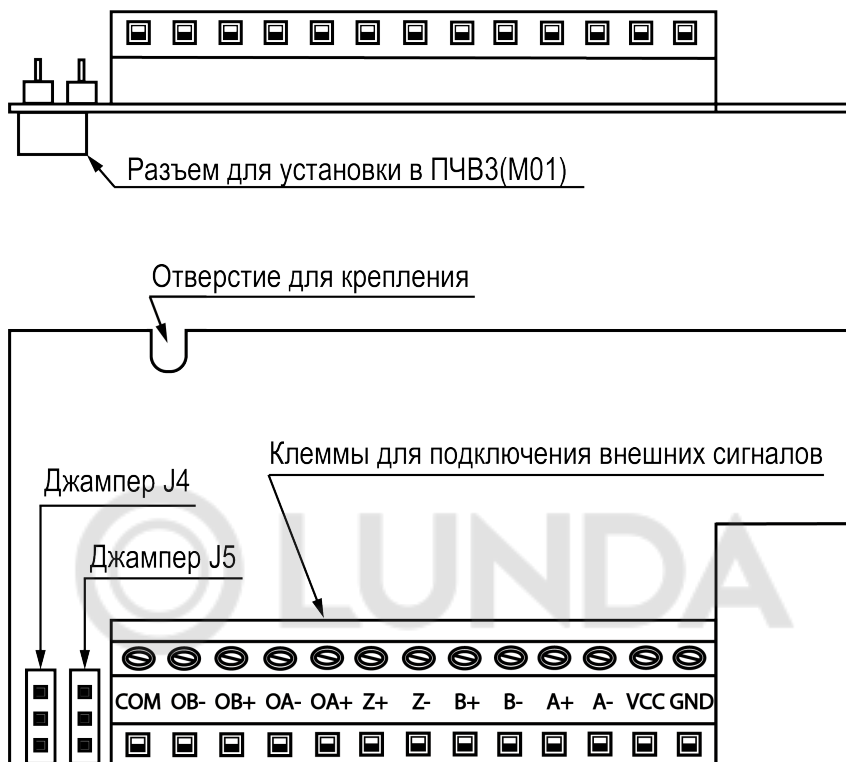 Разъем для установки в ПЧВ3(М01)
Отверстие для крепления
Клеммы для подключения внешних сигналов
Джампер J4
Джампер J5
LUNDA
COM OB- OB+ OA- OA+ Z+ Z- B+ B- A+ A- VCC GND